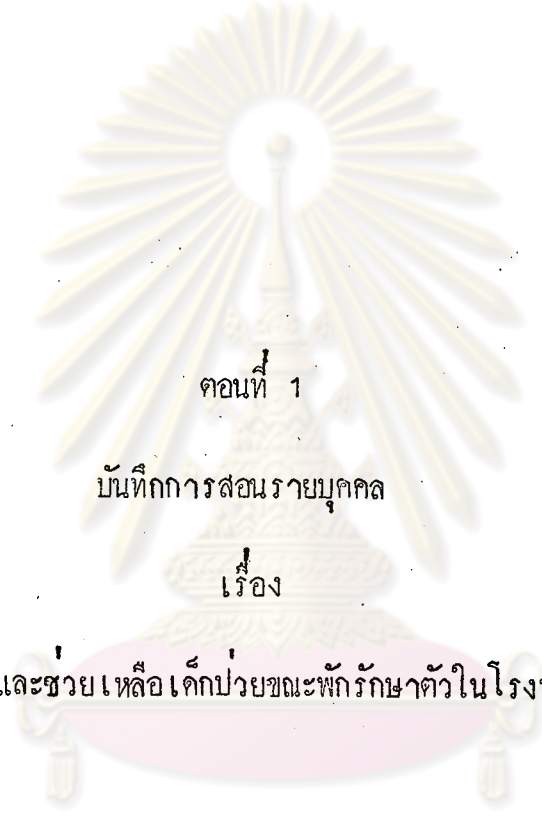 ตอนที่ 1
บันทึกการสอนรายบุคคล
เรื่อง
และช่วยเหลือเด็กป่วยขณะพักรักษาตัวในโรง